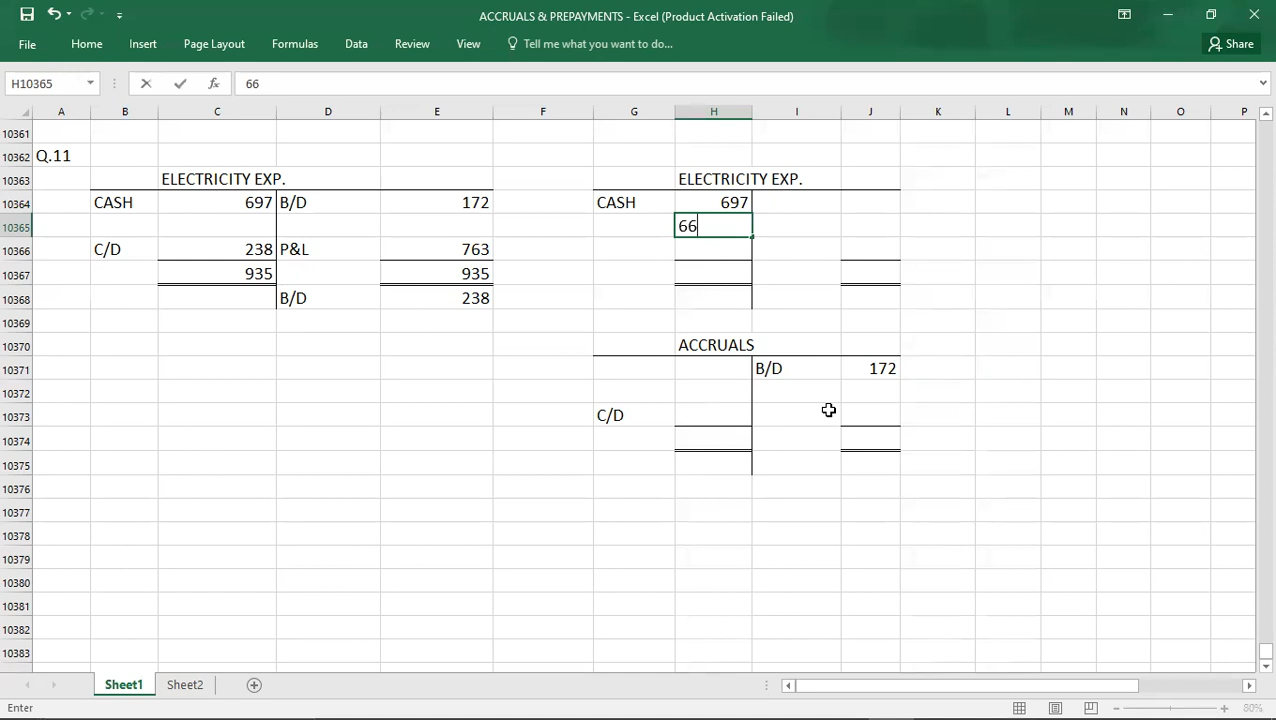 ACCRUALS & PREPAYMENTS - Excel (Product Activation Failed)
File Home Insert Page Layout Formulas Data Review View Tell me what you want to do... Share
H10365 fx 66
A B C D E F G H I J K L M N O P
10361
10362 Q.11
10363 ELECTRICITY EXP. ELECTRICITY EXP.
10364 CASH 697 B/D 172 CASH 697
10365 66
10366 C/D 238 P&L 763
10367 935 935
10368 B/D 238
10369
10370 ACCRUALS
10371 B/D 172
10372
10373 C/D
10374
10375
10376
10377
10378
10379
10380
10381
10382
10383
Sheet1 Sheet2
Enter 80%